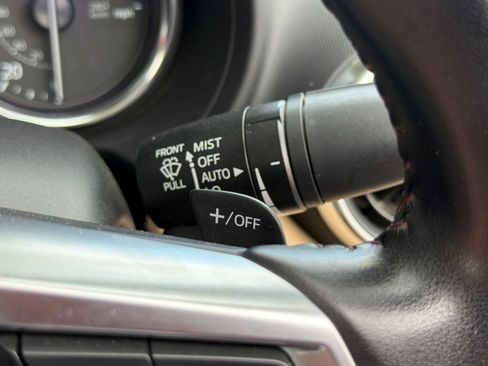 FRONT
PULL
MIST
OFF
AUTO
+/OFF